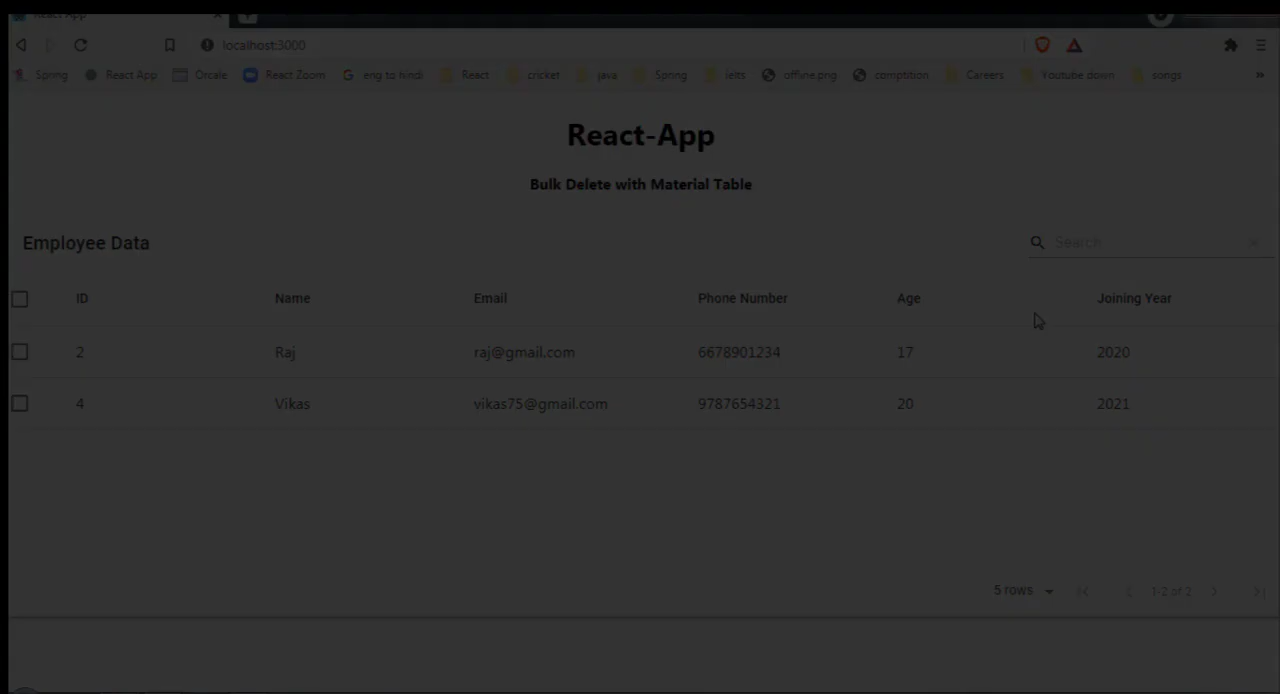 React App
localhost:3000
Spring React App Orcale React Zoom eng to hindi React cricket java Spring ielts offline.png comptition Careers Youtube down songs »
React-App
Bulk Delete with Material Table
Employee Data
Search
ID Name Email Phone Number Age Joining Year
2 Raj raj@gmail.com 6678901234 17 2020
4 Vikas vikas75@gmail.com 9787654321 20 2021
5 rows 1-2 of 2